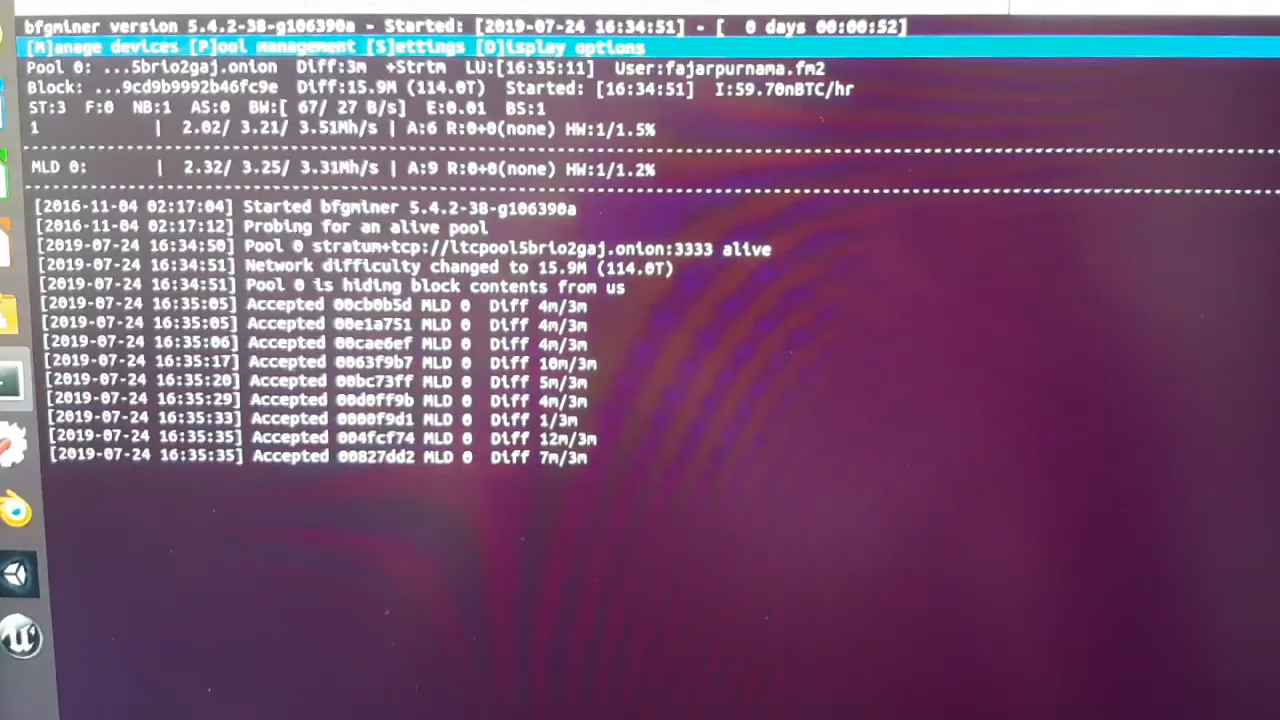 bfgminer version 5.4.2-38-g106390a - Started: [2019-07-24 16:34:51] - [  0 days 00:00:52]
[M]anage devices [P]ool management [S]ettings [D]isplay options
Pool 0: ...5brio2gaj.onion  Diff:3m  +Strtm  LU:[16:35:11]  User:fajarpurnama.fm2
Block: ...9cd9b9992b46fc9e  Diff:15.9M (114.0T)  Started: [16:34:51]  I:59.70nBTC/hr
ST:3  F:0  NB:1  AS:0  BW:[ 67/ 27 B/s]  E:0.01  BS:1
1            |  2.02/ 3.21/ 3.51Mh/s | A:6 R:0+0(none) HW:1/1.5%
MLD 0:       |  2.32/ 3.25/ 3.31Mh/s | A:9 R:0+0(none) HW:1/1.2%
[2016-11-04 02:17:04] Started bfgminer 5.4.2-38-g106390a
[2016-11-04 02:17:12] Probing for an alive pool
[2019-07-24 16:34:50] Pool 0 stratum+tcp://ltcpool5brio2gaj.onion:3333 alive
[2019-07-24 16:34:51] Network difficulty changed to 15.9M (114.0T)
[2019-07-24 16:34:51] Pool 0 is hiding block contents from us
[2019-07-24 16:35:05] Accepted 00cb0b5d MLD 0  Diff 4m/3m
[2019-07-24 16:35:05] Accepted 00e1a751 MLD 0  Diff 4m/3m
[2019-07-24 16:35:06] Accepted 00cae6ef MLD 0  Diff 4m/3m
[2019-07-24 16:35:17] Accepted 0063f9b7 MLD 0  Diff 10m/3m
[2019-07-24 16:35:20] Accepted 00bc73ff MLD 0  Diff 5m/3m
[2019-07-24 16:35:29] Accepted 00d0ff9b MLD 0  Diff 4m/3m
[2019-07-24 16:35:33] Accepted 0000f9d1 MLD 0  Diff 1/3m
[2019-07-24 16:35:35] Accepted 004fcf74 MLD 0  Diff 12m/3m
[2019-07-24 16:35:35] Accepted 00827dd2 MLD 0  Diff 7m/3m